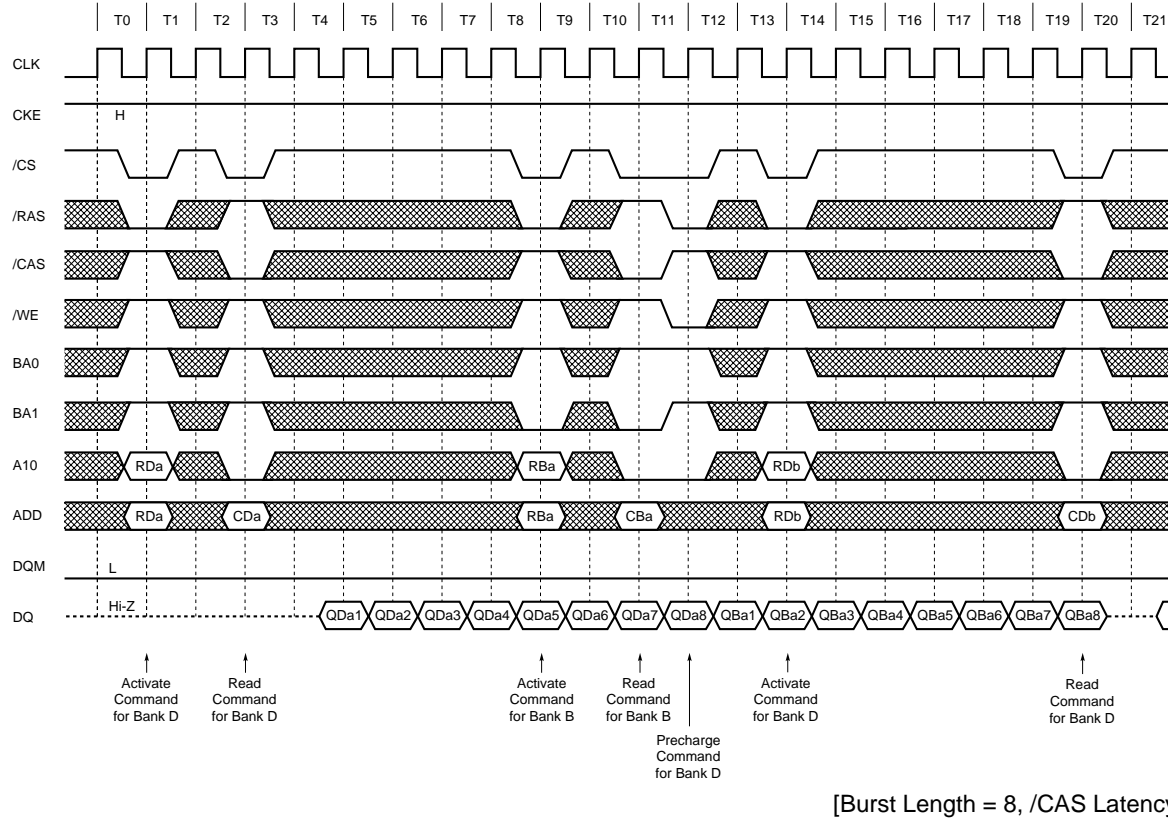 T0 T1 T2 T3 T4 T5 T6 T7 T8 T9 T10 T11 T12 T13 T14 T15 T16 T17 T18 T19 T20 T21
CLK
CKE H
/CS
/RAS
/CAS
/WE
BA0
BA1
A10 RDa RBa RDb
ADD RDa CDa RBa CBa RDb CDb
DQM L
DQ Hi-Z QDa1 QDa2 QDa3 QDa4 QDa5 QDa6 QDa7 QDa8 QBa1 QBa2 QBa3 QBa4 QBa5 QBa6 QBa7 QBa8
Activate
Command
for Bank D
Read
Command
for Bank D
Activate
Command
for Bank B
Read
Command
for Bank B
Precharge
Command
for Bank D
Activate
Command
for Bank D
Read
Command
for Bank D
[Burst Length = 8, /CAS Latency